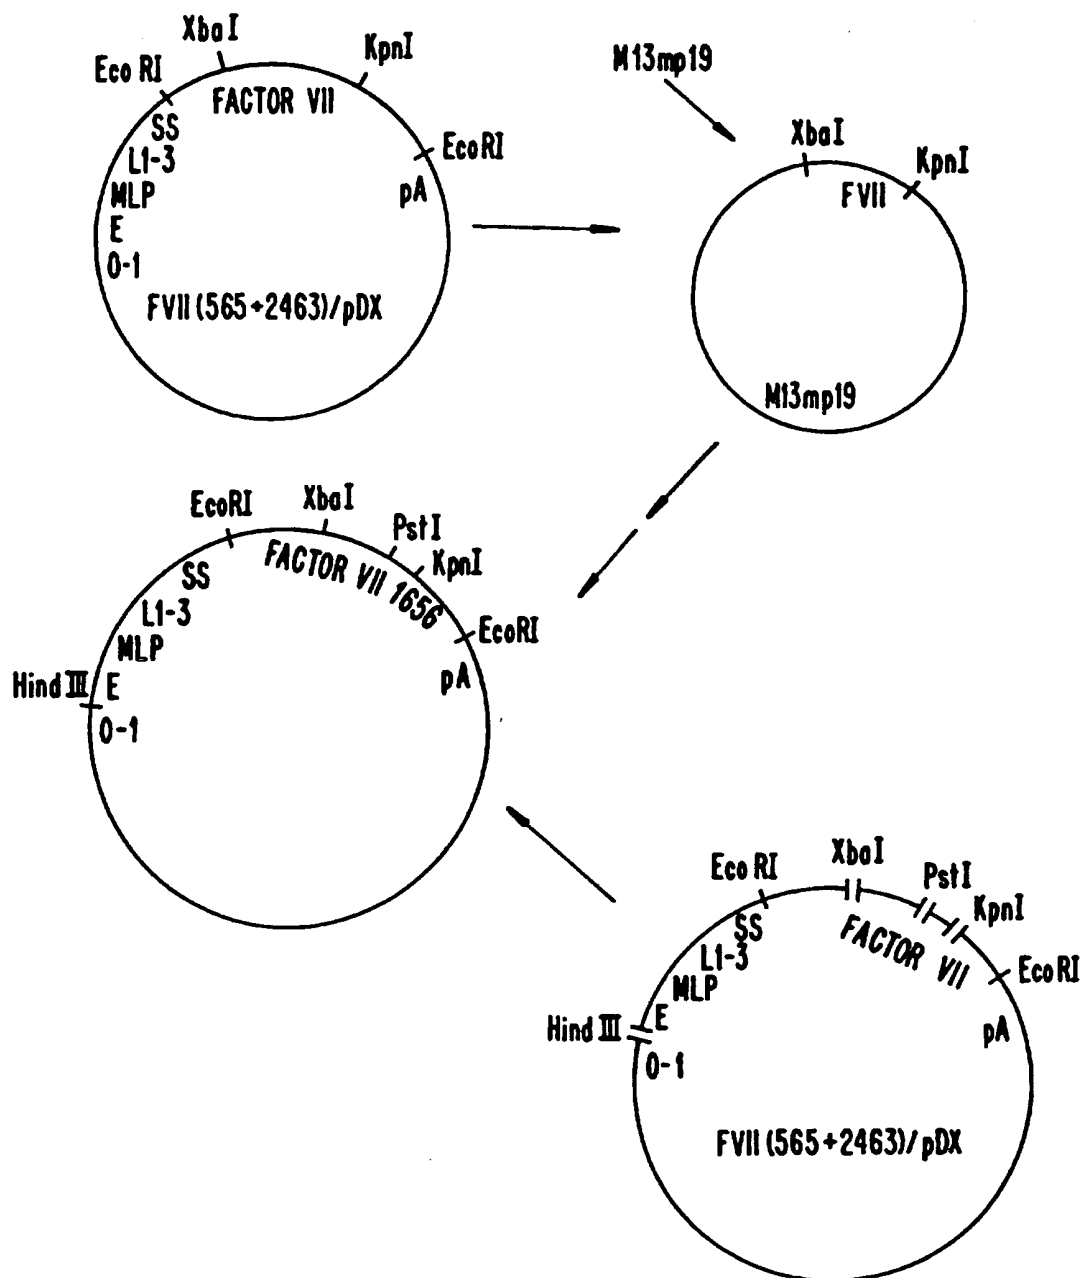 XbaI
KpnI
Eco RI
FACTOR VII
SS
L1-3
MLP
E
0-1
EcoRI
pA
FVII (565+2463)/pDX
M13mp19
XbaI
KpnI
FVII
M13mp19
EcoRI
XbaI
PstI
KpnI
FACTOR VII 1656
SS
L1-3
MLP
Hind III
E
0-1
EcoRI
pA
Eco RI
XbaI
PstI
KpnI
FACTOR VII
SS
L1-3
MLP
EcoRI
Hind III
E
0-1
pA
FVII (565+2463)/pDX